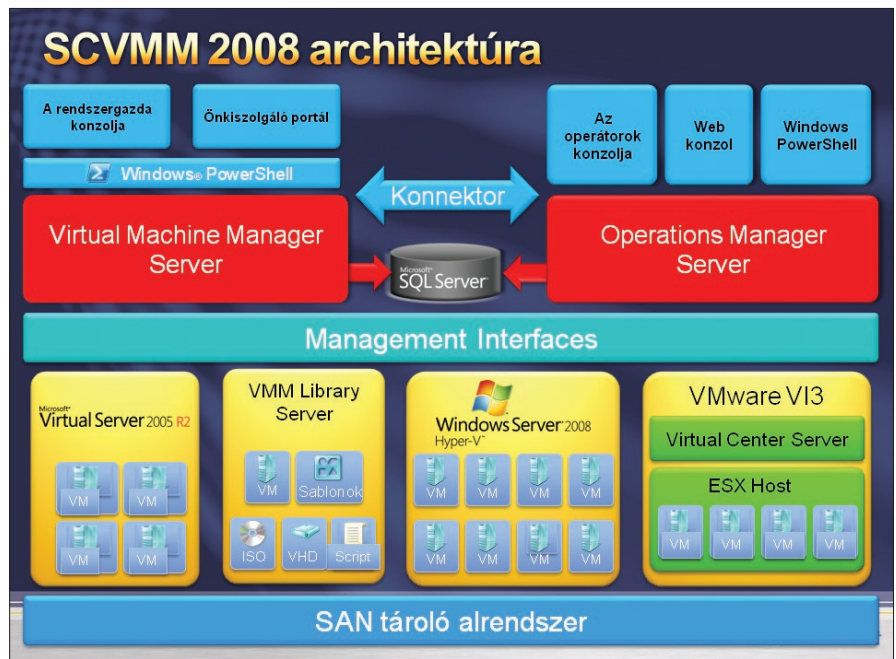 SCVMM 2008 architektúra
A rendszergazda
konzolja
Önkiszolgáló portál
Windows® PowerShell
Konnektor
Az
operátorok
konzolja
Web
konzol
Windows
PowerShell
Virtual Machine Manager
Server
Microsoft®
SQL Server™
Operations Manager
Server
Management Interfaces
Microsoft®
Virtual Server 2005 R2
VM
VM
VM
VM
VMM Library
Server
VM
Sablonok
ISO
VHD
Script
Windows Server® 2008
Hyper-V™
VM
VM
VM
VM
VM
VM
VM
VM
VMware VI3
Virtual Center Server
ESX Host
VM
VM
VM
VM
SAN tároló alrendszer